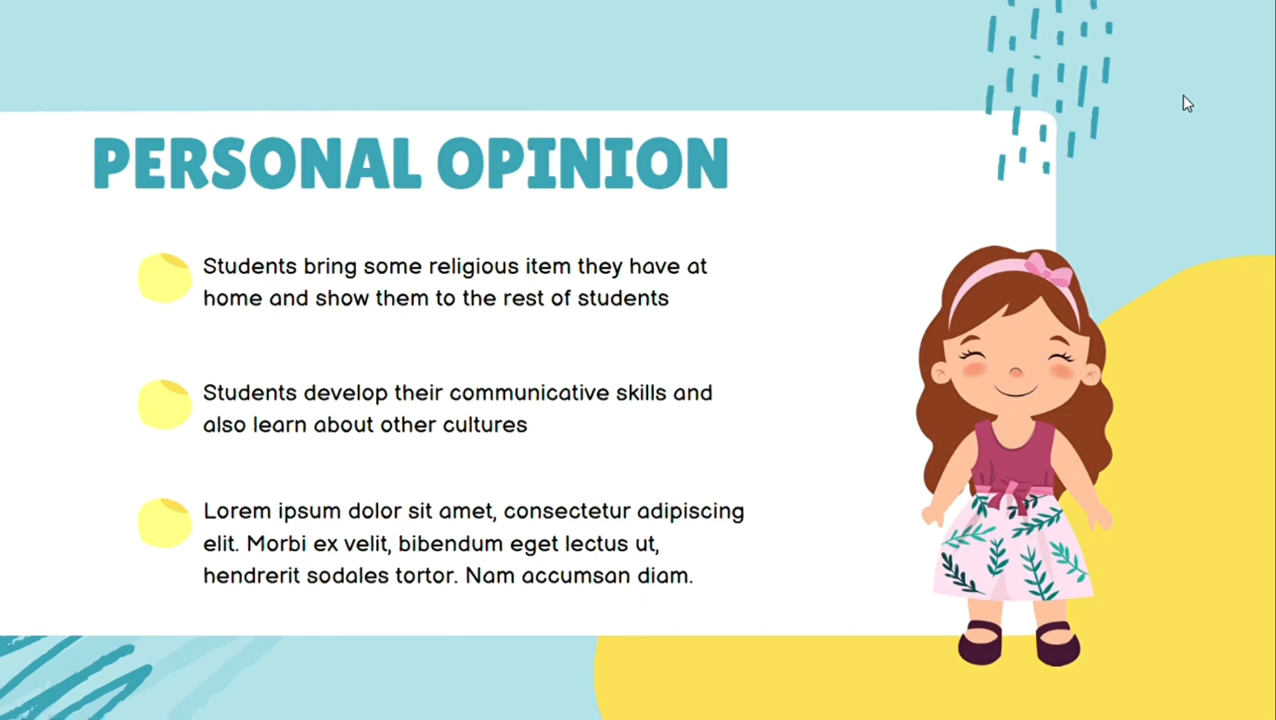 PERSONAL OPINION
Students bring some religious item they have at
home and show them to the rest of students
Students develop their communicative skills and
also learn about other cultures
Lorem ipsum dolor sit amet, consectetur adipiscing
elit. Morbi ex velit, bibendum eget lectus ut,
hendrerit sodales tortor. Nam accumsan diam.